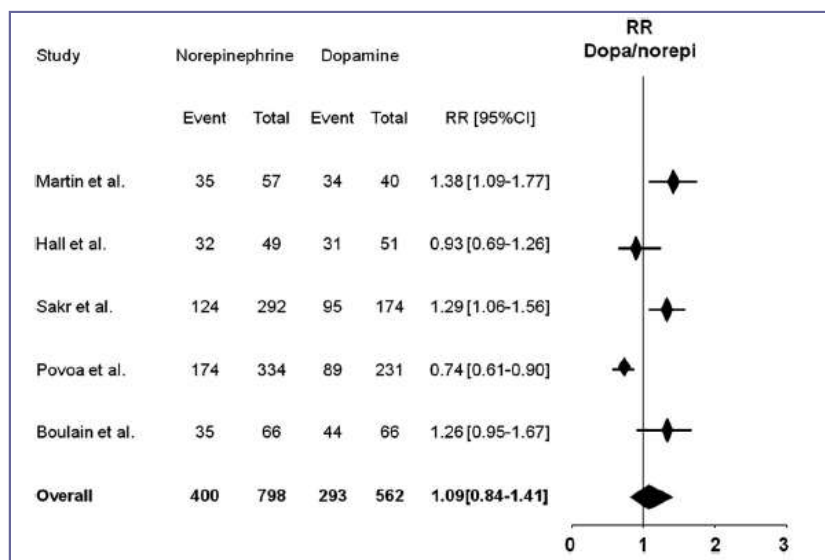 RR
Dopa/norepi
Study Norepinephrine Dopamine
Event Total Event Total RR [95%CI]
Martin et al. 35 57 34 40 1.38 [1.09-1.77]
Hall et al. 32 49 31 51 0.93 [0.69-1.26]
Sakr et al. 124 292 95 174 1.29 [1.06-1.56]
Povoa et al. 174 334 89 231 0.74 [0.61-0.90]
Boulain et al. 35 66 44 66 1.26 [0.95-1.67]
Overall 400 798 293 562 1.09[0.84-1.41]
0 1 2 3